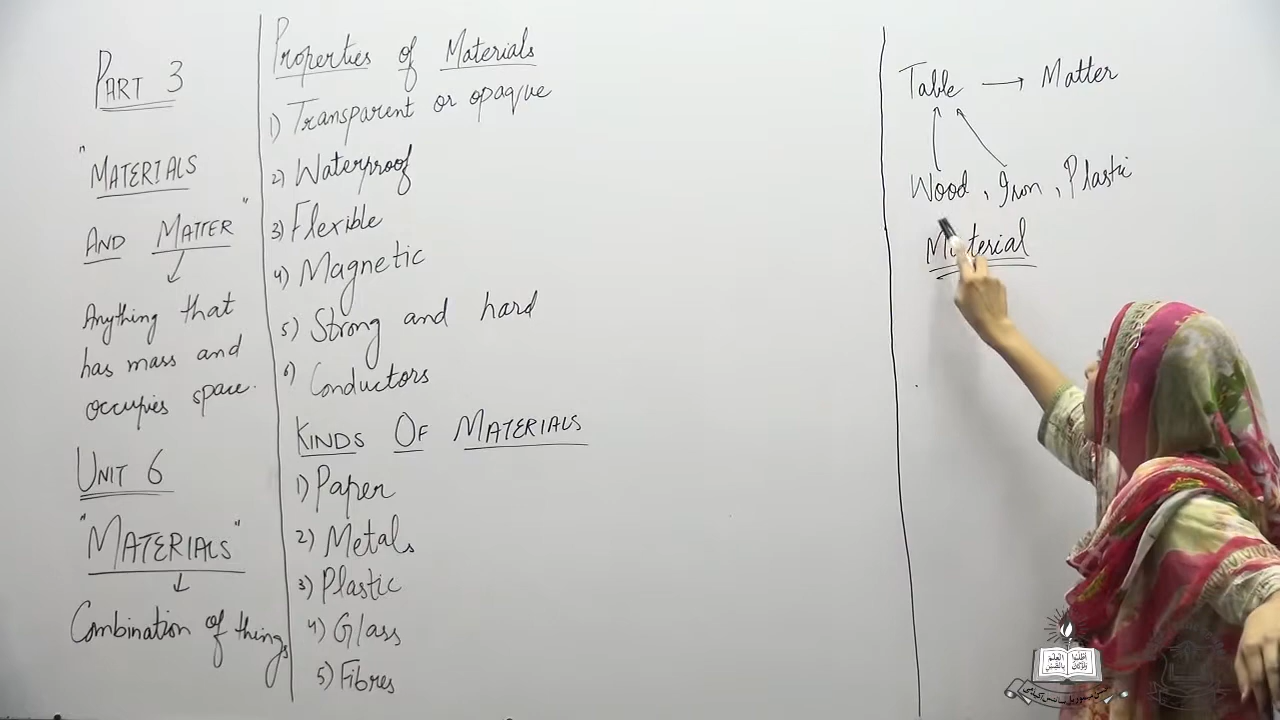 PART 3
"MATERIALS
AND MATTER"
Anything that
has mass and
occupies space.
UNIT 6
"MATERIALS"
Combination of things
Properties of Materials
1) Transparent or opaque
2) Waterproof
3) Flexible
4) Magnetic
5) Strong and hard
6) Conductors
KINDS OF MATERIALS
1) Paper
2) Metals
3) Plastic
4) Glass
5) Fibres
Table → Matter
Wood, Iron, Plastic
Material